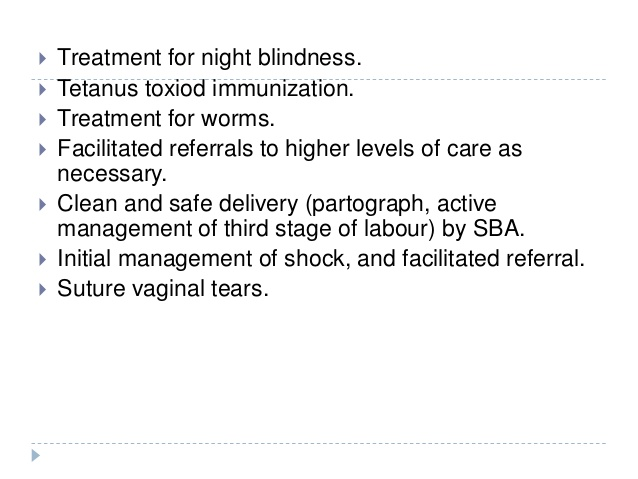 Treatment for night blindness.
Tetanus toxiod immunization.
Treatment for worms.
Facilitated referrals to higher levels of care as
necessary.
Clean and safe delivery (partograph, active
management of third stage of labour) by SBA.
Initial management of shock, and facilitated referral.
Suture vaginal tears.